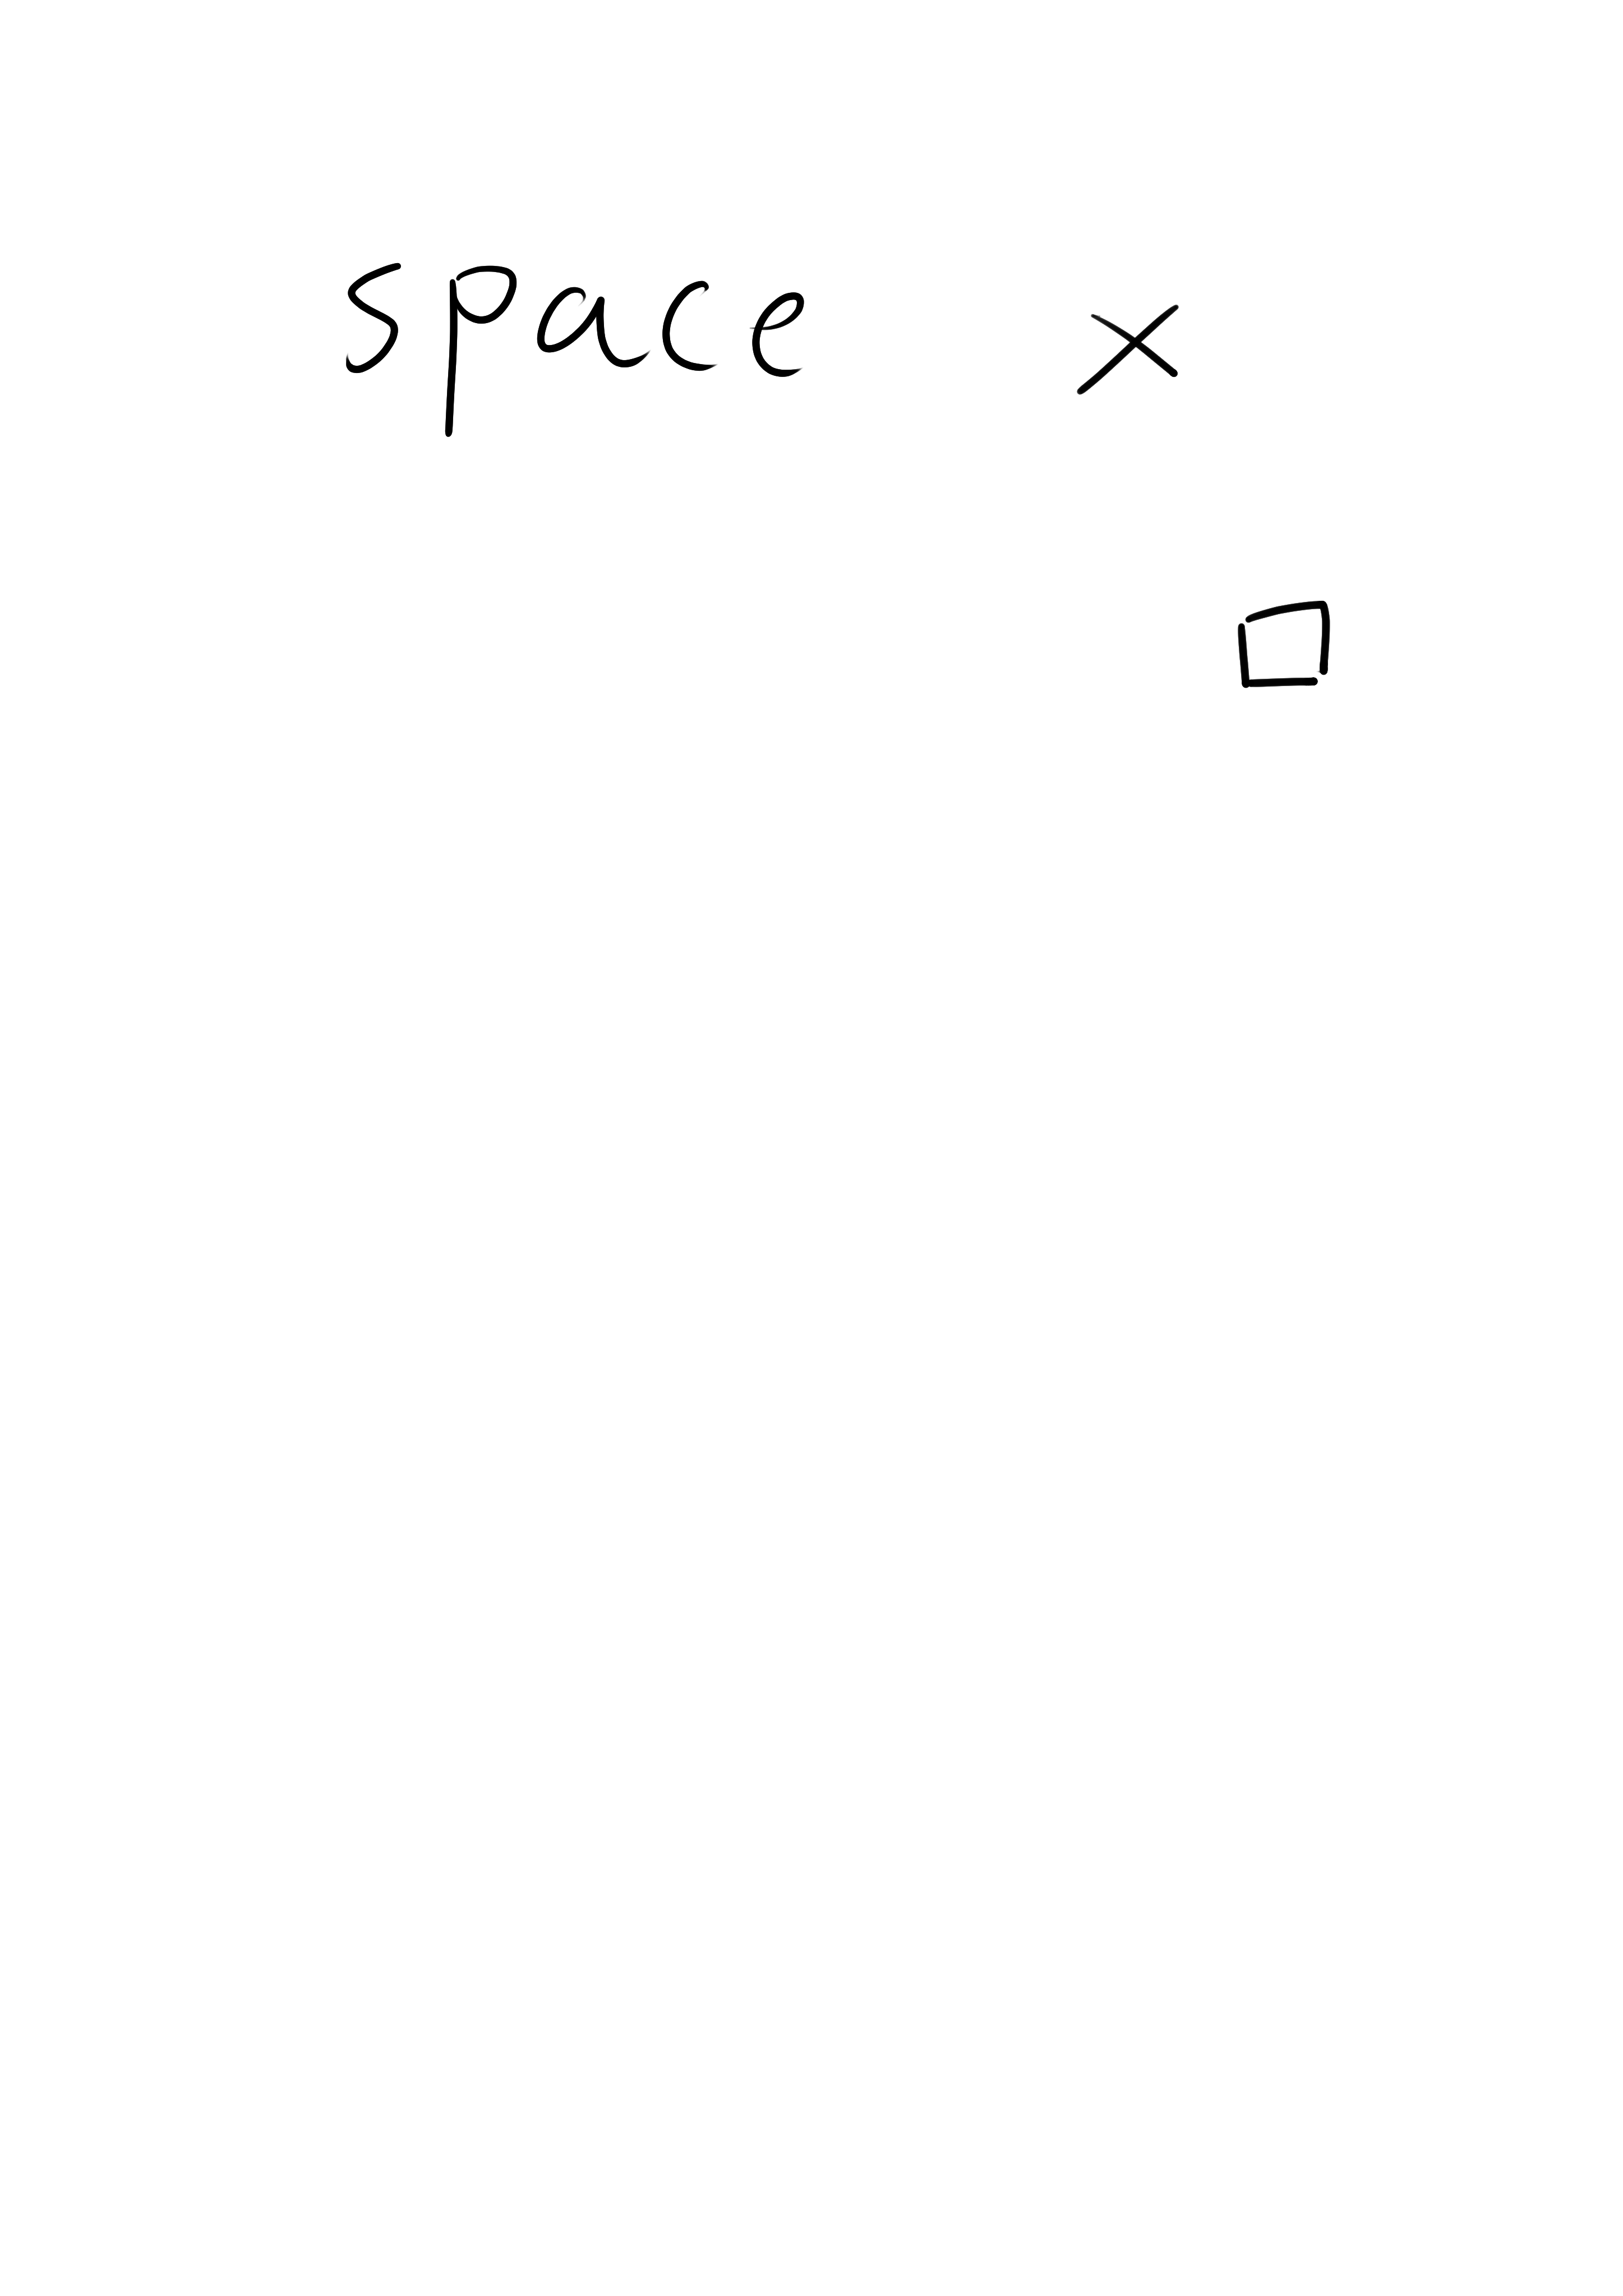 space ×
□